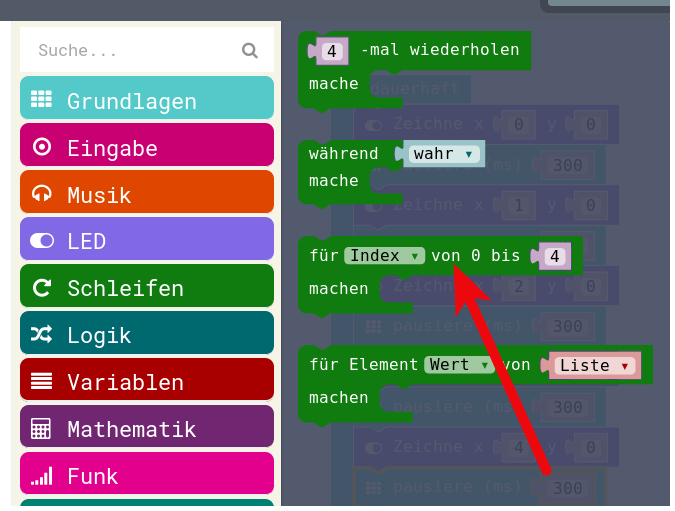 Suche...
Grundlagen
Eingabe
Musik
LED
Schleifen
Logik
Variablen
Mathematik
Funk
4 -mal wiederholen
mache
dauerhaft
Zeichne x 0 y 0
während wahr
(ms) 300
mache
Zeichne x 1 y 0
für Index von 0 bis 4
machen
Zeichne x 2 y 0
pausiere (ms) 300
für Element Wert von Liste
machen
pausiere (ms) 300
Zeichne x 4 y 0
pausiere (ms) 300